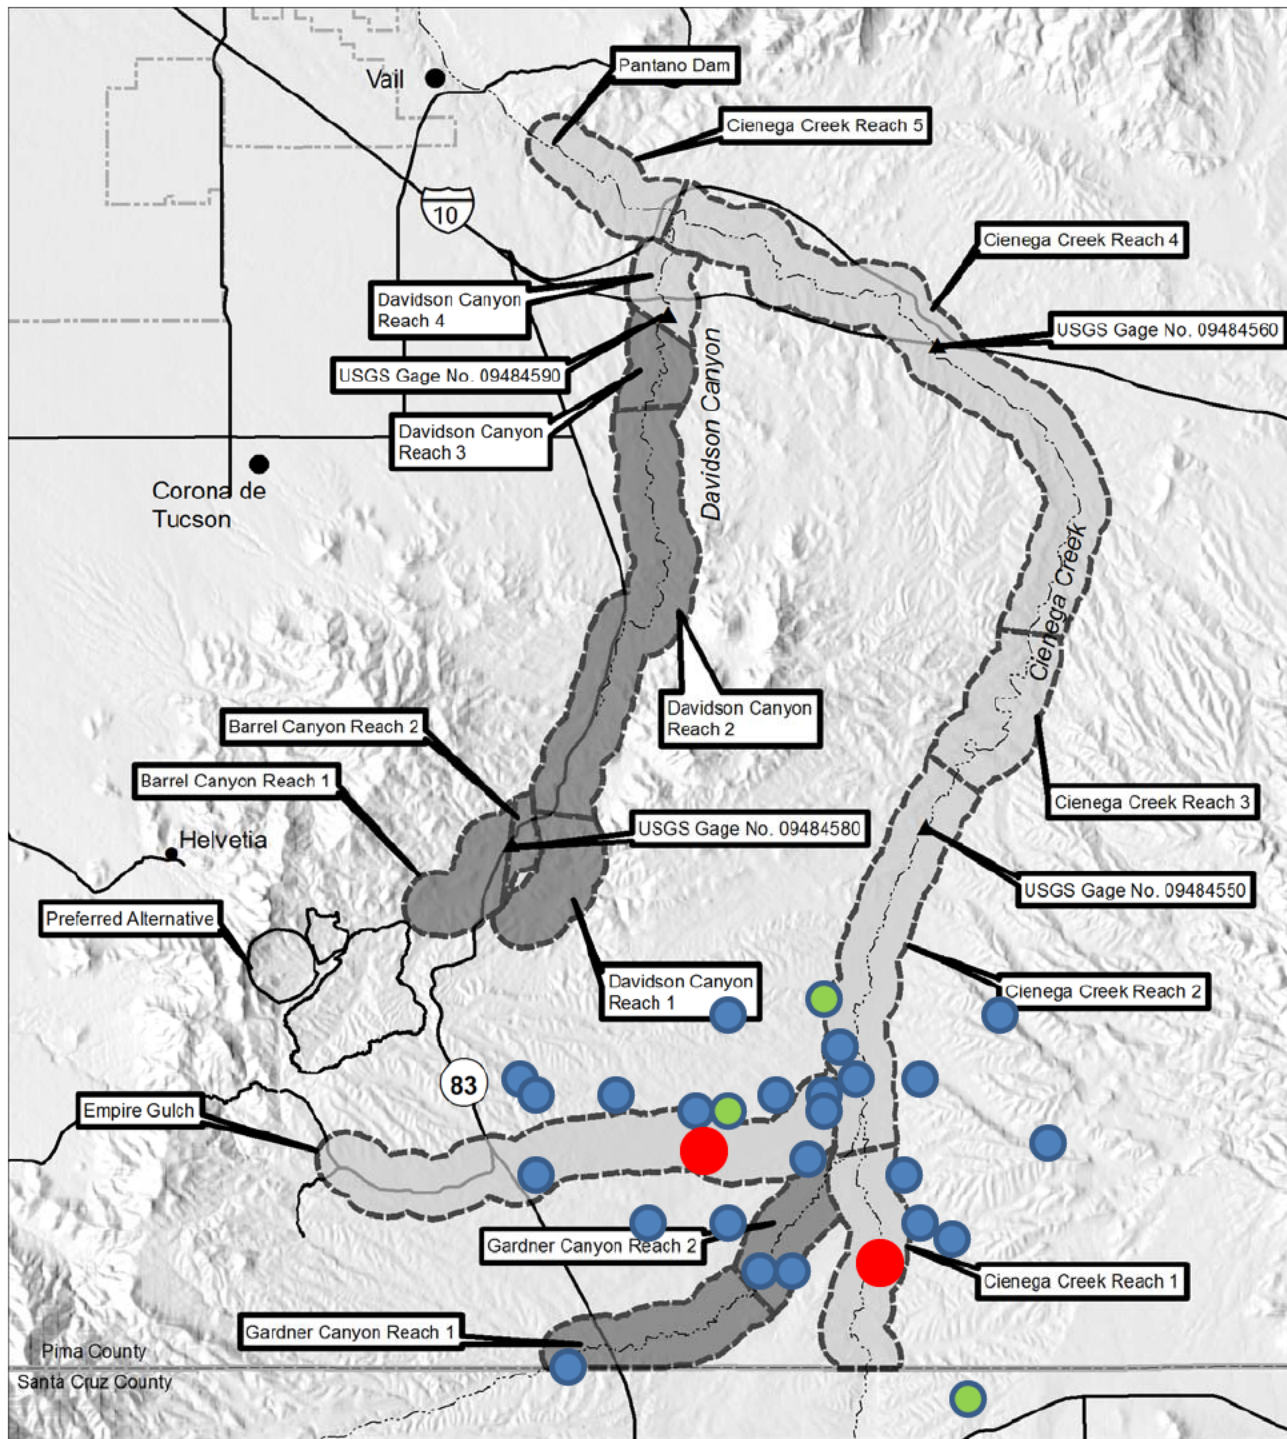 Pantano Dam
Vail
Cienega Creek Reach 5
10
Cienega Creek Reach 4
Davidson Canyon
Reach 4
USGS Gage No. 09484560
USGS Gage No. 09484590
Davidson Canyon
Davidson Canyon
Reach 3
Corona de
Tucson
Cienega Creek
Davidson Canyon
Reach 2
Barrel Canyon Reach 2
Barrel Canyon Reach 1
Cienega Creek Reach 3
USGS Gage No. 09484580
Helvetia
USGS Gage No. 09484550
Preferred Alternative
Davidson Canyon
Reach 1
Cienega Creek Reach 2
83
Empire Gulch
Gardner Canyon Reach 2
Cienega Creek Reach 1
Gardner Canyon Reach 1
Pima County
Santa Cruz County